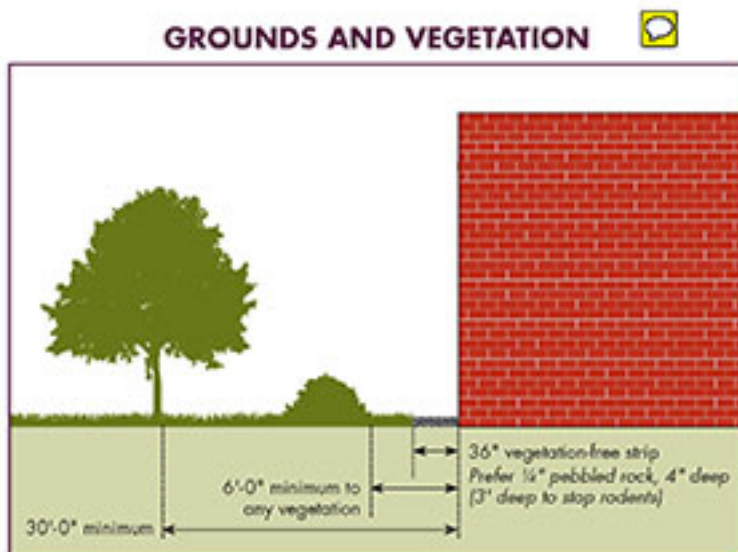 GROUNDS AND VEGETATION
36" vegetation-free strip
Prefer ¼" pebbled rock, 4" deep
(3' deep to stop rodents)
6'-0" minimum to
any vegetation
30'-0" minimum